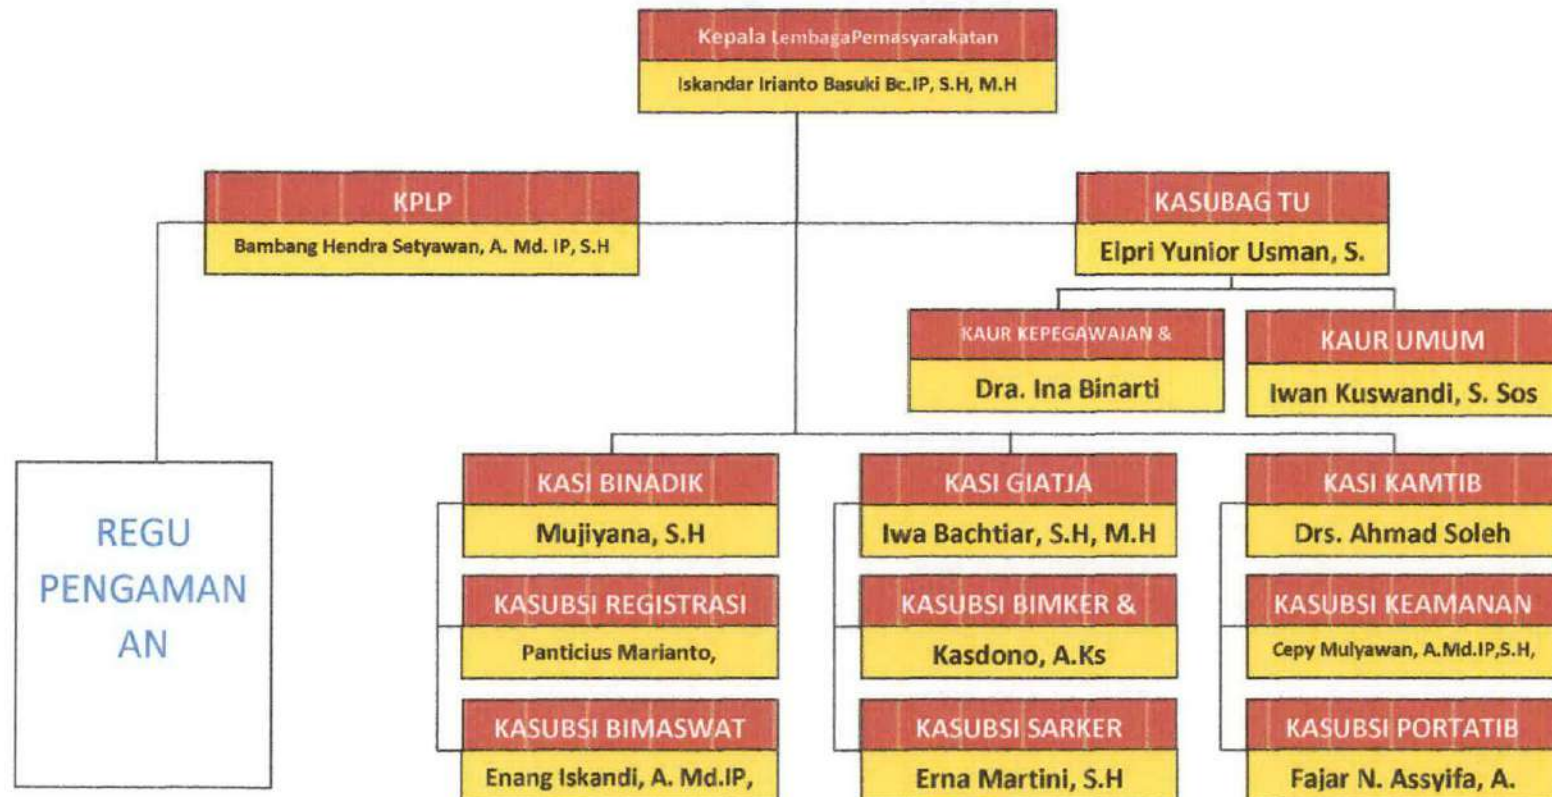 Kepala LembagaPemasyarakatan
Iskandar Irianto Basuki Bc.IP, S.H, M.H
KPLP
Bambang Hendra Setyawan, A. Md. IP, S.H
KASUBAG TU
Elpri Yunior Usman, S.
KAUR KEPEGAWAIAN &
Dra. Ina Binarti
KAUR UMUM
Iwan Kuswandi, S. Sos
REGU
PENGAMAN
AN
KASI BINADIK
Mujiyana, S.H
KASUBSI REGISTRASI
Panticius Marianto,
KASUBSI BIMASWAT
Enang Iskandi, A. Md.IP,
KASI GIATJA
Iwa Bachtiar, S.H, M.H
KASUBSI BIMKER &
Kasdono, A.Ks
KASUBSI SARKER
Erna Martini, S.H
KASI KAMTIB
Drs. Ahmad Soleh
KASUBSI KEAMANAN
Cepy Mulyawan, A.Md.IP,S.H,
KASUBSI PORTATIB
Fajar N. Assyifa, A.